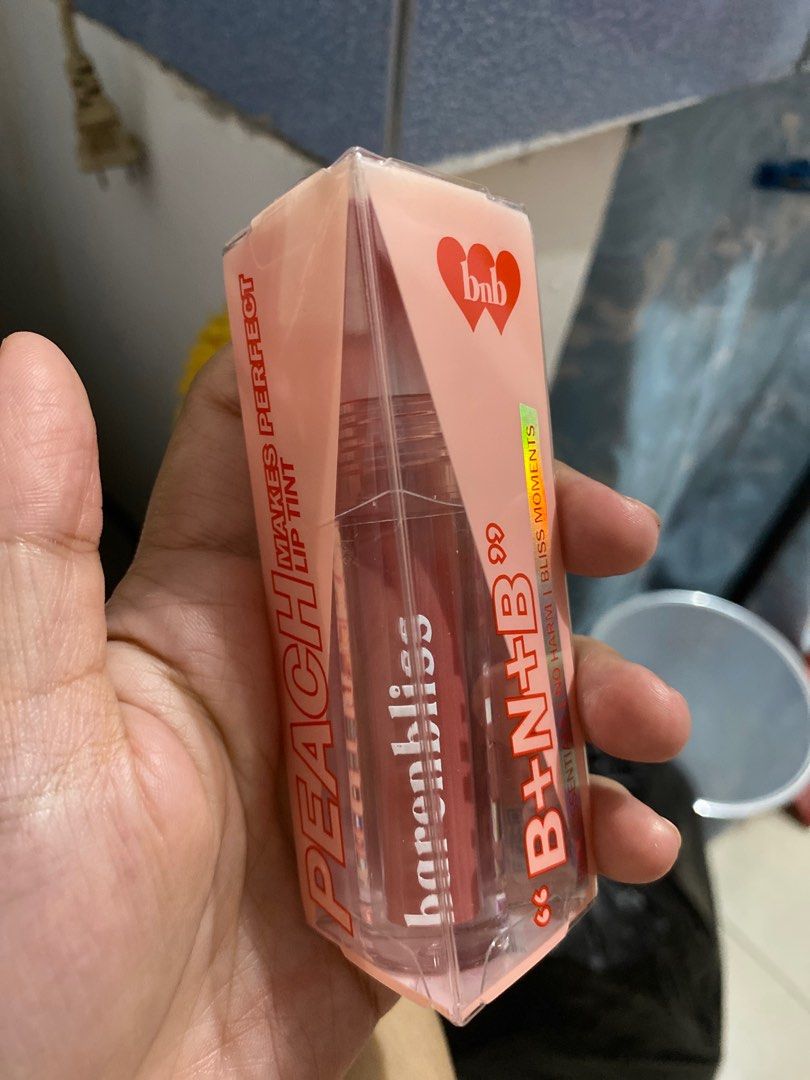 bnb
PEACH
MAKES PERFECT
LIP TINT
barenbliss
"B+N+B"
NO HARM | BLISS MOMENTS